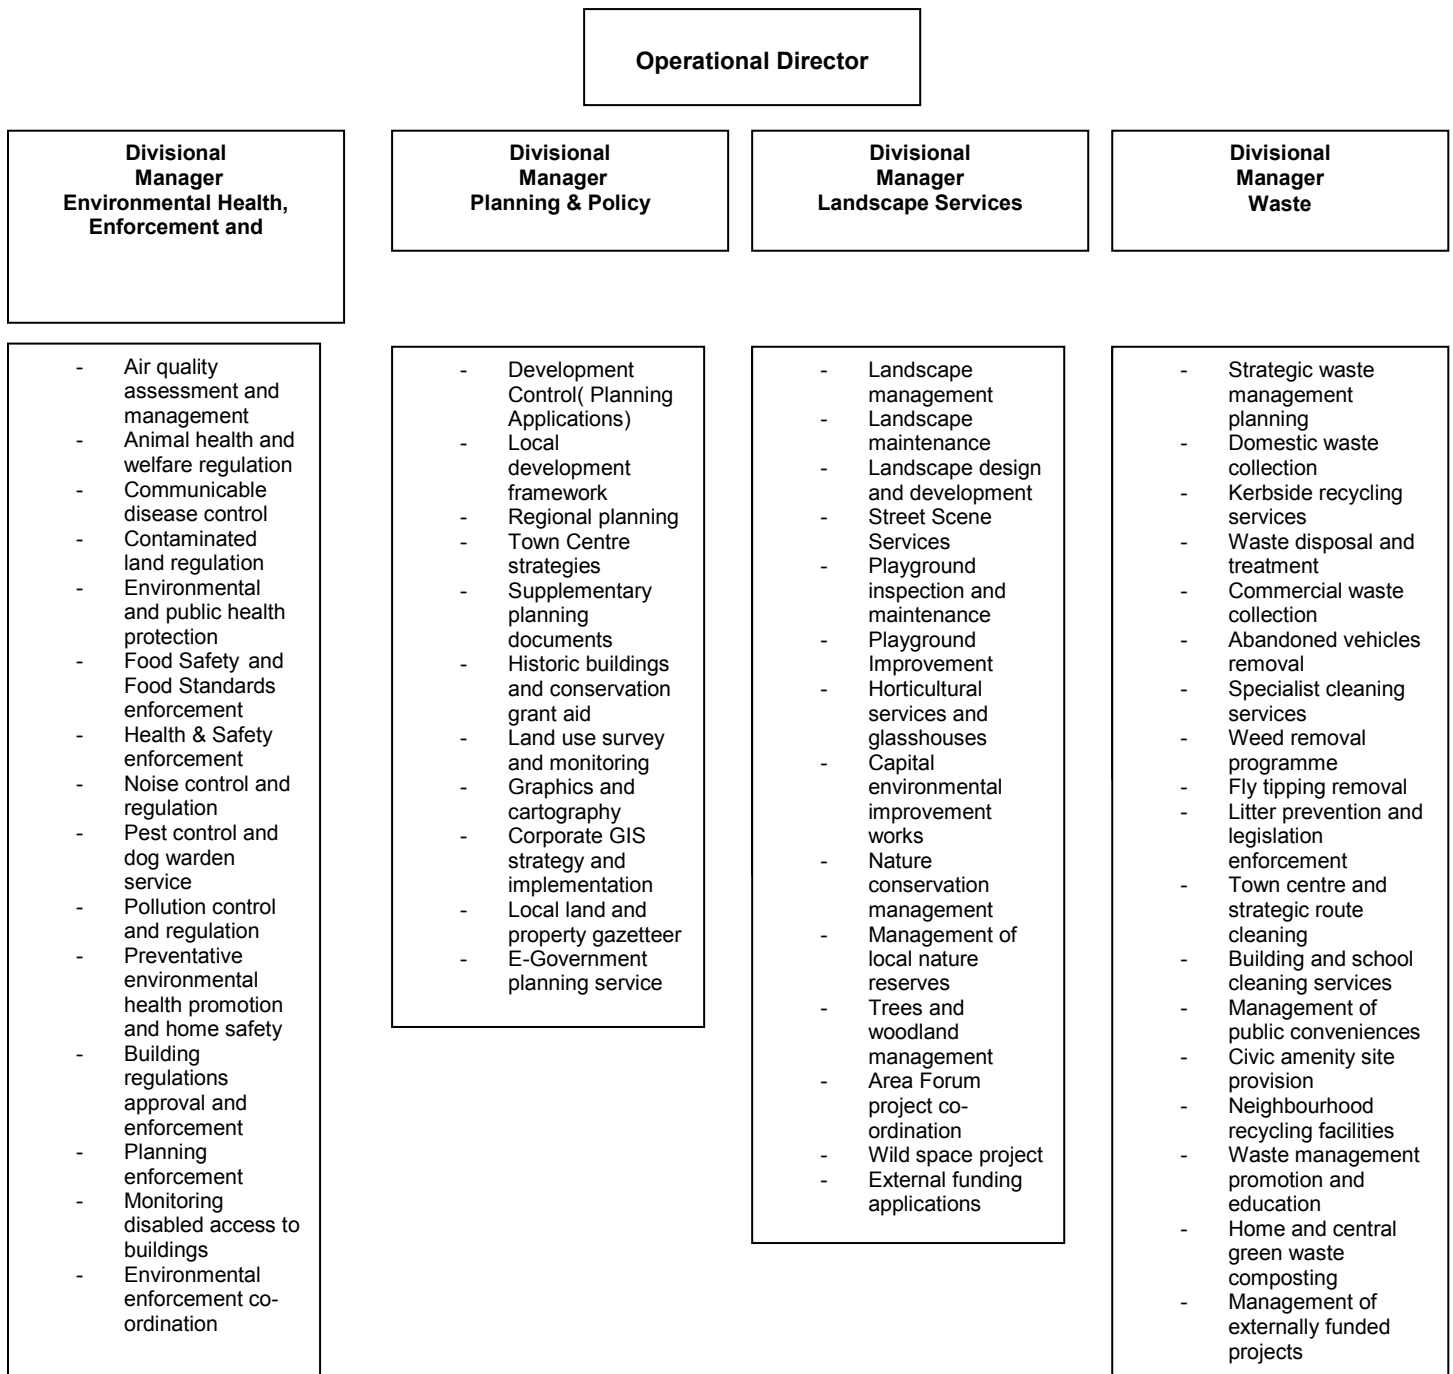 Operational Director
Divisional
Manager
Environmental Health,
Enforcement and
Divisional
Manager
Planning & Policy
Divisional
Manager
Landscape Services
Divisional
Manager
Waste
- Air quality
assessment and
management
- Animal health and
welfare regulation
- Communicable
disease control
- Contaminated
land regulation
- Environmental
and public health
protection
- Food Safety and
Food Standards
enforcement
- Health & Safety
enforcement
- Noise control and
regulation
- Pest control and
dog warden
service
- Pollution control
and regulation
- Preventative
environmental
health promotion
and home safety
- Building
regulations
approval and
enforcement
- Planning
enforcement
- Monitoring
disabled access to
buildings
- Environmental
enforcement co-
ordination
- Development
Control( Planning
Applications)
- Local
development
framework
- Regional planning
- Town Centre
strategies
- Supplementary
planning
documents
- Historic buildings
and conservation
grant aid
- Land use survey
and monitoring
- Graphics and
cartography
- Corporate GIS
strategy and
implementation
- Local land and
property gazetteer
- E-Government
planning service
- Landscape
management
- Landscape
maintenance
- Landscape design
and development
- Street Scene
Services
- Playground
inspection and
maintenance
- Playground
Improvement
- Horticultural
services and
glasshouses
- Capital
environmental
improvement
works
- Nature
conservation
management
- Management of
local nature
reserves
- Trees and
woodland
management
- Area Forum
project co-
ordination
- Wild space project
- External funding
applications
- Strategic waste
management
planning
- Domestic waste
collection
- Kerbside recycling
services
- Waste disposal and
treatment
- Commercial waste
collection
- Abandoned vehicles
removal
- Specialist cleaning
services
- Weed removal
programme
- Fly tipping removal
- Litter prevention and
legislation
enforcement
- Town centre and
strategic route
cleaning
- Building and school
cleaning services
- Management of
public conveniences
- Civic amenity site
provision
- Neighbourhood
recycling facilities
- Waste management
promotion and
education
- Home and central
green waste
composting
- Management of
externally funded
projects